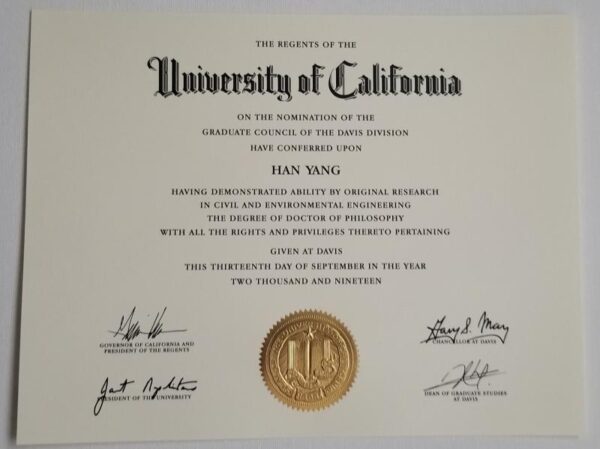 THE REGENTS OF THE
University of California
ON THE NOMINATION OF THE
GRADUATE COUNCIL OF THE DAVIS DIVISION
HAVE CONFERRED UPON
HAN YANG
HAVING DEMONSTRATED ABILITY BY ORIGINAL RESEARCH
IN CIVIL AND ENVIRONMENTAL ENGINEERING
THE DEGREE OF DOCTOR OF PHILOSOPHY
WITH ALL THE RIGHTS AND PRIVILEGES THERETO PERTAINING
GIVEN AT DAVIS
THIS THIRTEENTH DAY OF SEPTEMBER IN THE YEAR
TWO THOUSAND AND NINETEEN
GOVERNOR OF CALIFORNIA AND
PRESIDENT OF THE REGENTS
Gary S. May
CHANCELLOR AT DAVIS
PRESIDENT OF THE UNIVERSITY
DEAN OF GRADUATE STUDIES
AT DAVIS